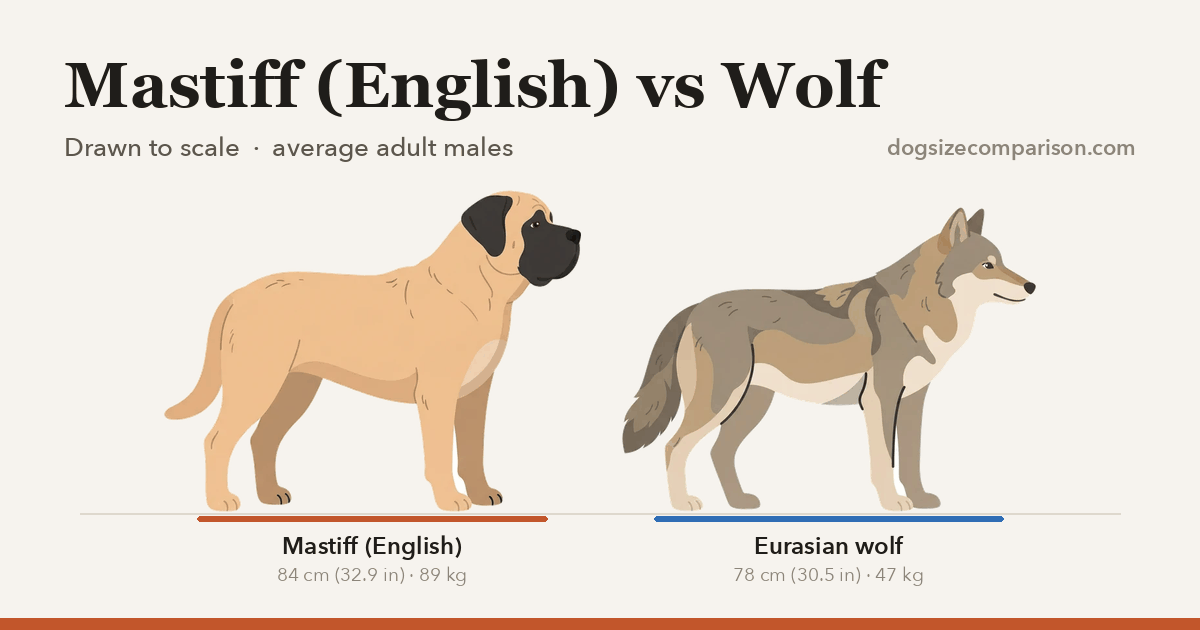 Mastiff (English) vs Wolf
Drawn to scale · average adult males
dogsizecomparison.com
Mastiff (English)
84 cm (32.9 in) · 89 kg
Eurasian wolf
78 cm (30.5 in) · 47 kg